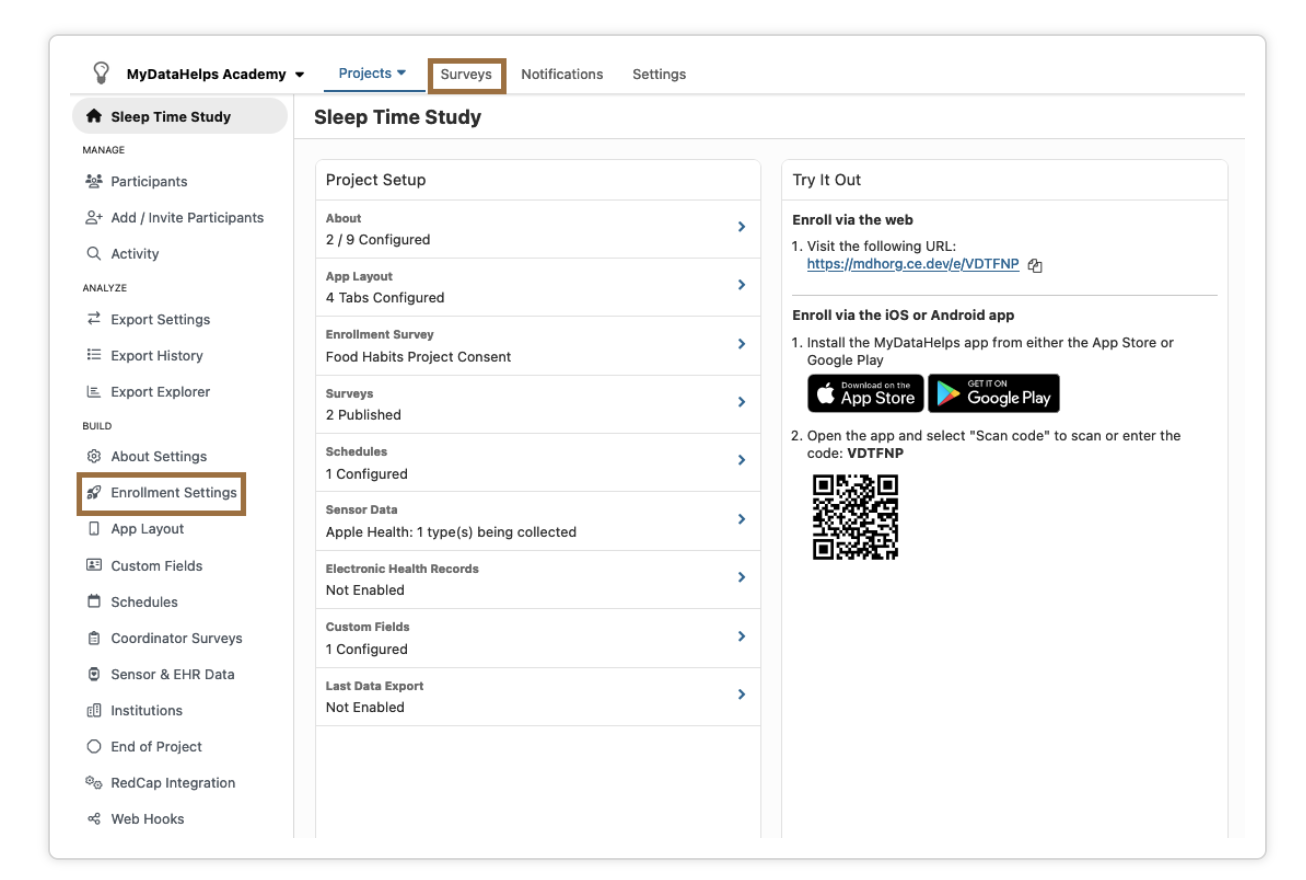 MyDataHelps Academy
Projects
Surveys
Notifications
Settings
Sleep Time Study
MANAGE
Participants
Add / Invite Participants
Activity
ANALYZE
Export Settings
Export History
Export Explorer
BUILD
About Settings
Enrollment Settings
App Layout
Custom Fields
Schedules
Coordinator Surveys
Sensor & EHR Data
Institutions
End of Project
RedCap Integration
Web Hooks
Sleep Time Study
Project Setup
About
2 / 9 Configured
App Layout
4 Tabs Configured
Enrollment Survey
Food Habits Project Consent
Surveys
2 Published
Schedules
1 Configured
Sensor Data
Apple Health: 1 type(s) being collected
Electronic Health Records
Not Enabled
Custom Fields
1 Configured
Last Data Export
Not Enabled
Try It Out
Enroll via the web
1. Visit the following URL:
https://mdhorg.ce.dev/e/VDTFNP
Enroll via the iOS or Android app
1. Install the MyDataHelps app from either the App Store or
Google Play
Download on the
App Store
GET IT ON
Google Play
2. Open the app and select "Scan code" to scan or enter the
code: VDTFNP